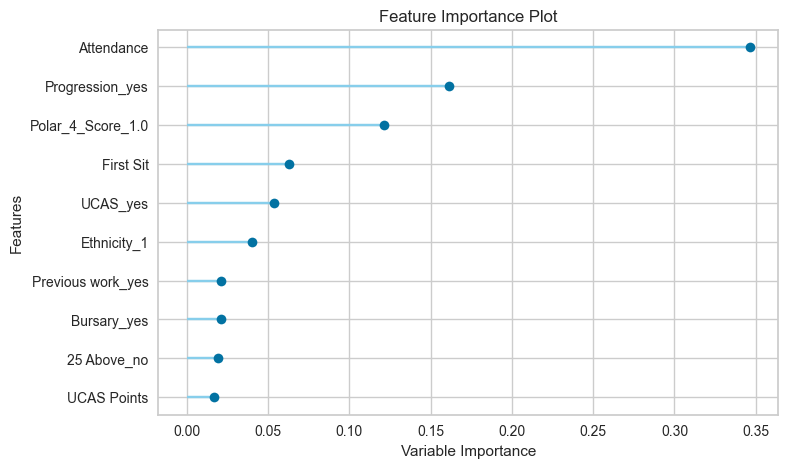 Feature Importance Plot
Features
Attendance
Progression_yes
Polar_4_Score_1.0
First Sit
UCAS_yes
Ethnicity_1
Previous work_yes
Bursary_yes
25 Above_no
UCAS Points
0.00 0.05 0.10 0.15 0.20 0.25 0.30 0.35
Variable Importance